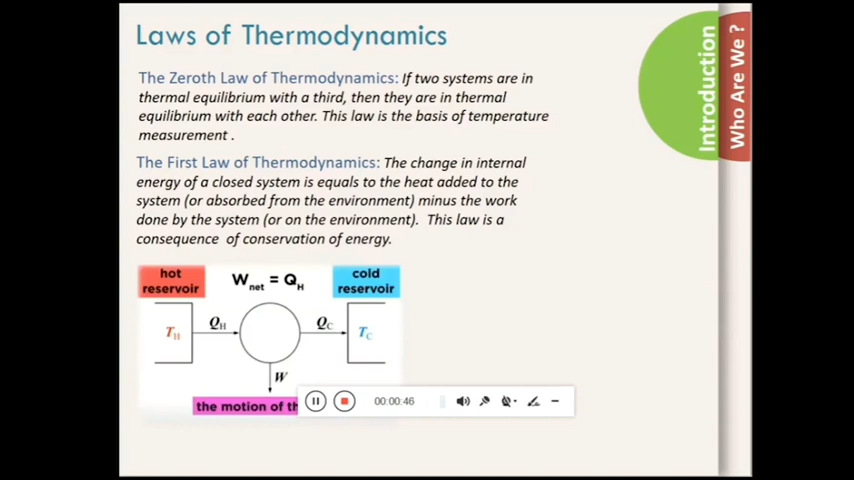 Laws of Thermodynamics
The Zeroth Law of Thermodynamics: If two systems are in
thermal equilibrium with a third, then they are in thermal
equilibrium with each other. This law is the basis of temperature
measurement .
The First Law of Thermodynamics: The change in internal
energy of a closed system is equals to the heat added to the
system (or absorbed from the environment) minus the work
done by the system (or on the environment). This law is a
consequence of conservation of energy.
hot
reservoir
Wnet = QH
cold
reservoir
TH
QH
QC
TC
W
the motion of th
00:00:46
Introduction
Who Are We ?